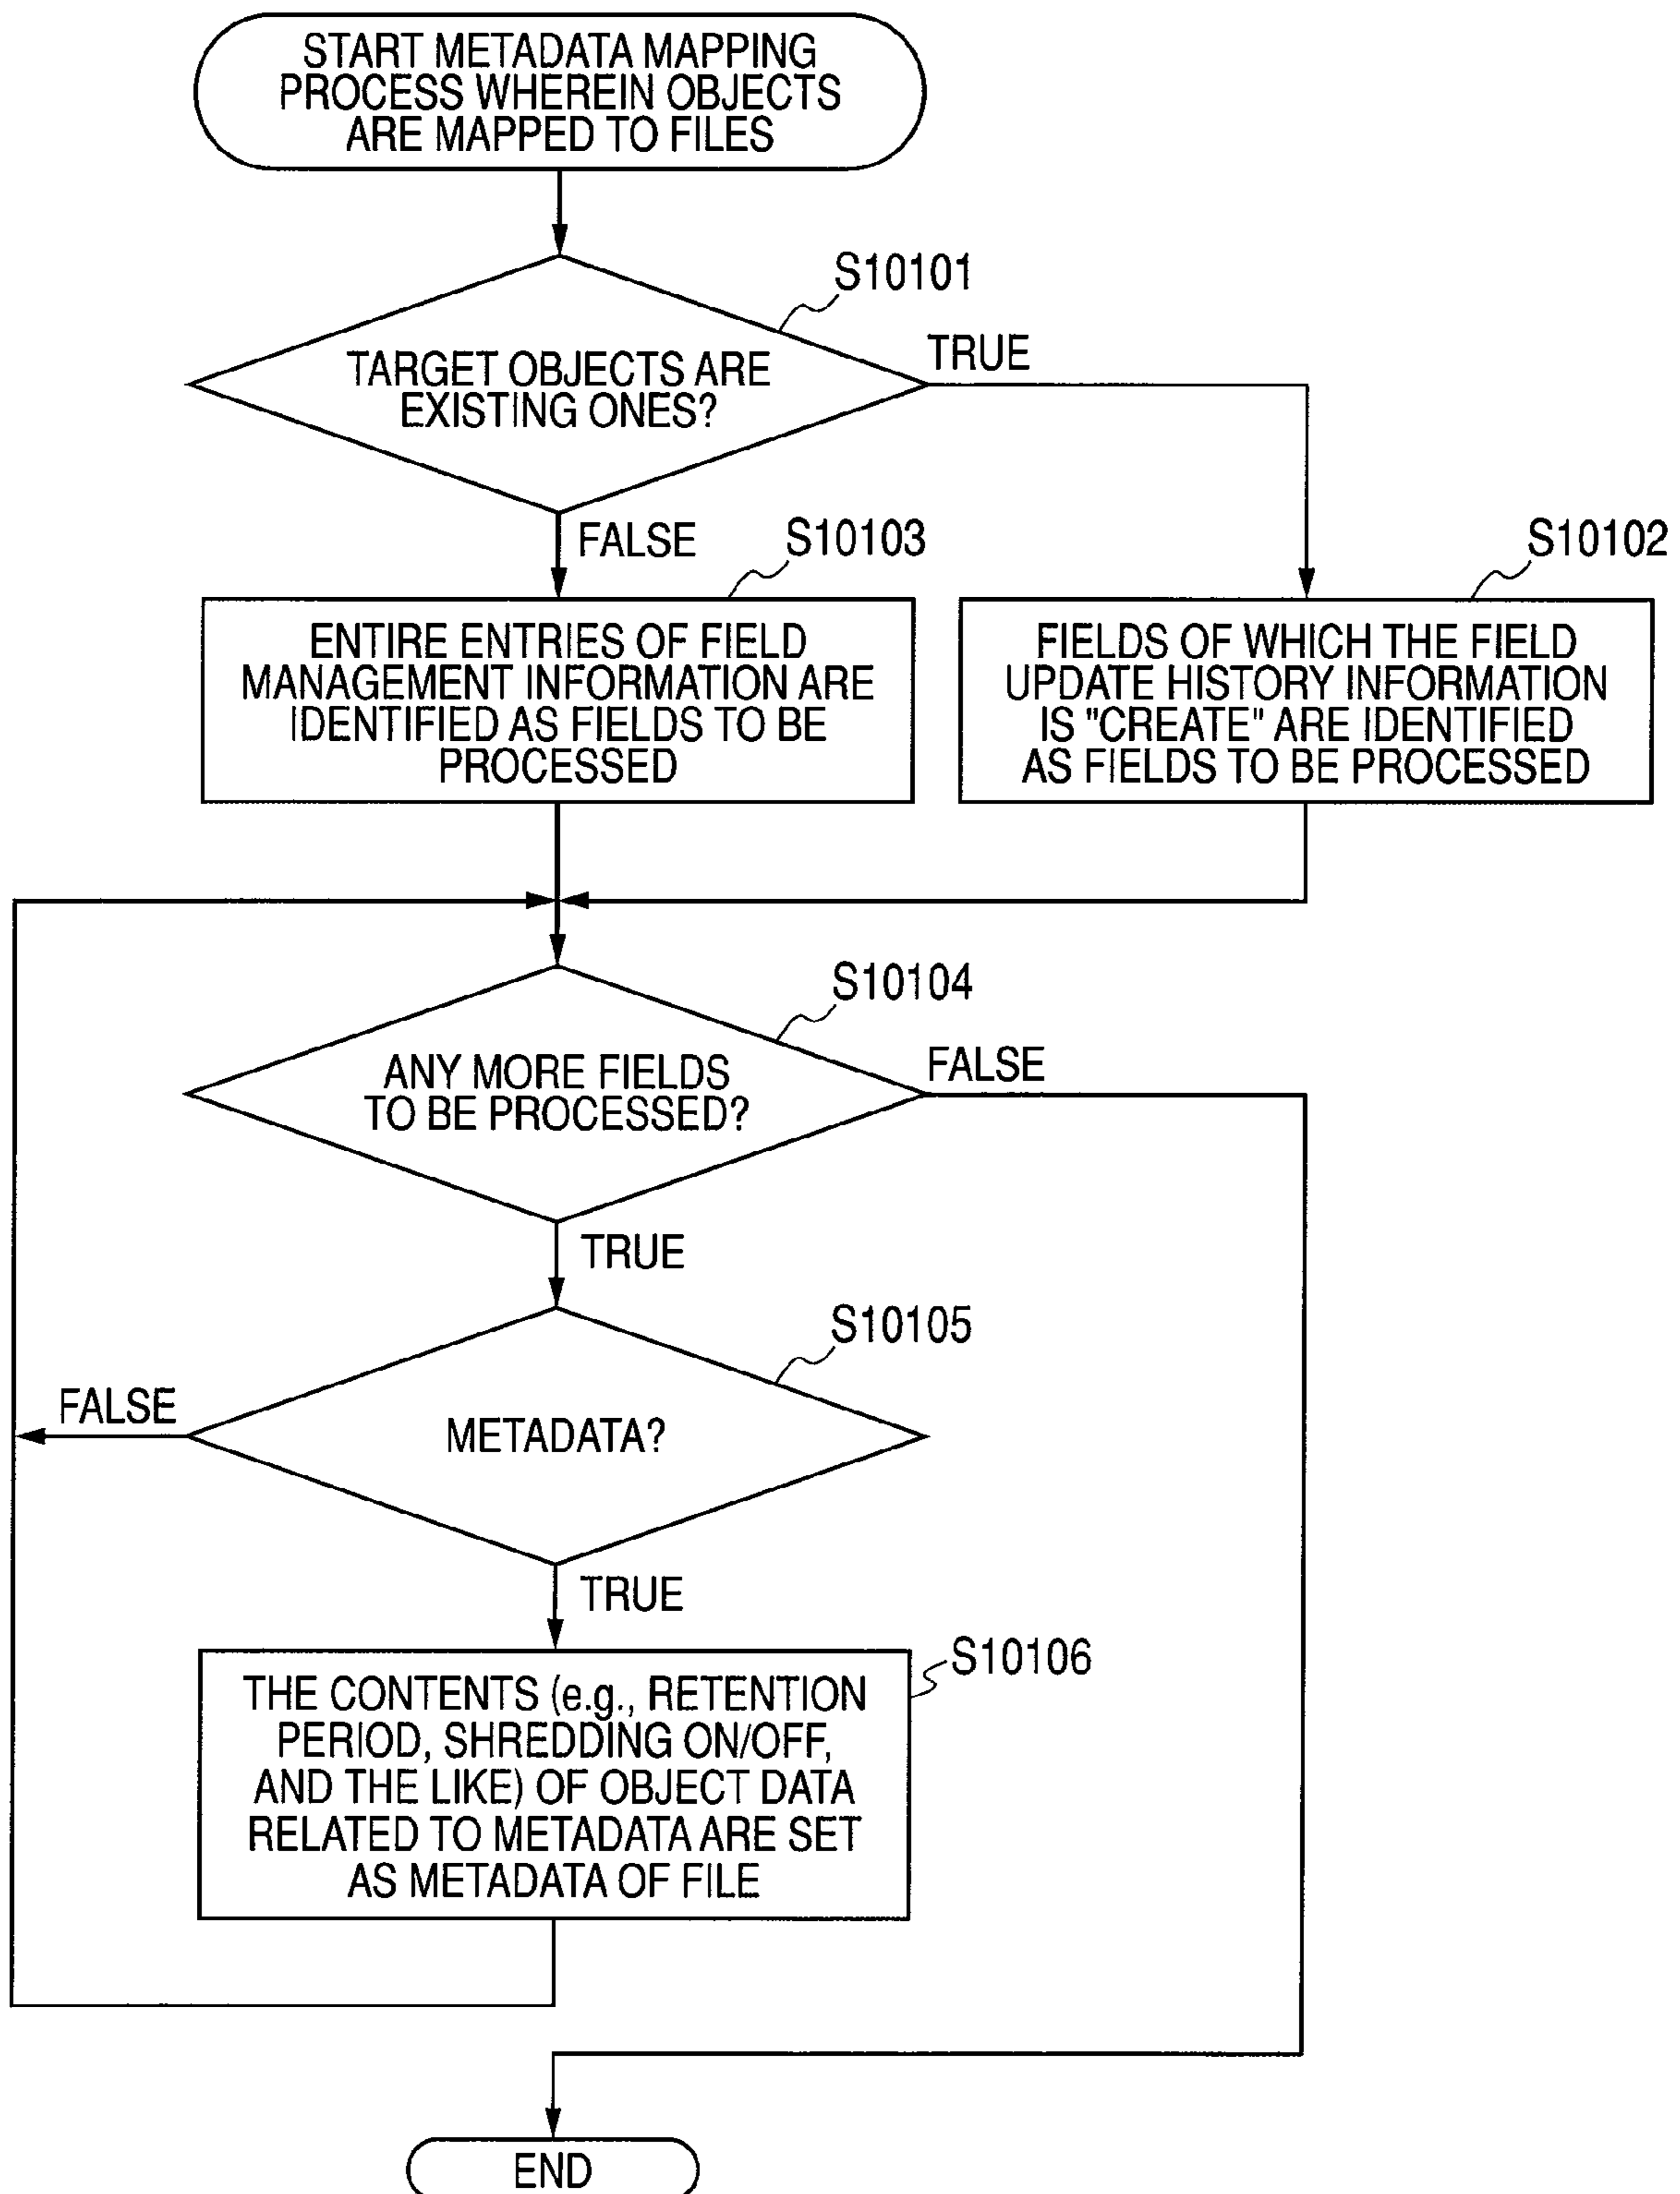 START METADATA MAPPING
PROCESS WHEREIN OBJECTS
ARE MAPPED TO FILES
S10101
TARGET OBJECTS ARE
EXISTING ONES?
TRUE
FALSE
S10103
S10102
ENTIRE ENTRIES OF FIELD
MANAGEMENT INFORMATION ARE
IDENTIFIED AS FIELDS TO BE
PROCESSED
FIELDS OF WHICH THE FIELD
UPDATE HISTORY INFORMATION
IS "CREATE" ARE IDENTIFIED
AS FIELDS TO BE PROCESSED
S10104
ANY MORE FIELDS
TO BE PROCESSED?
FALSE
TRUE
S10105
METADATA?
FALSE
TRUE
S10106
THE CONTENTS (e.g., RETENTION
PERIOD, SHREDDING ON/OFF,
AND THE LIKE) OF OBJECT DATA
RELATED TO METADATA ARE SET
AS METADATA OF FILE
END